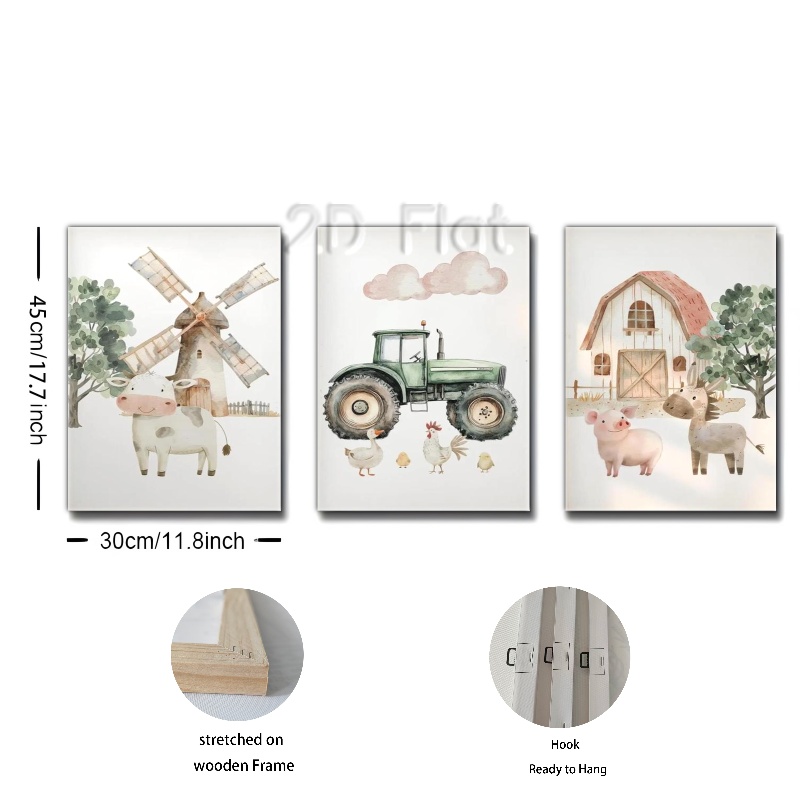 2D Flat
45cm/17.7inch
30cm/11.8inch
stretched on
wooden Frame
Hook
Ready to Hang